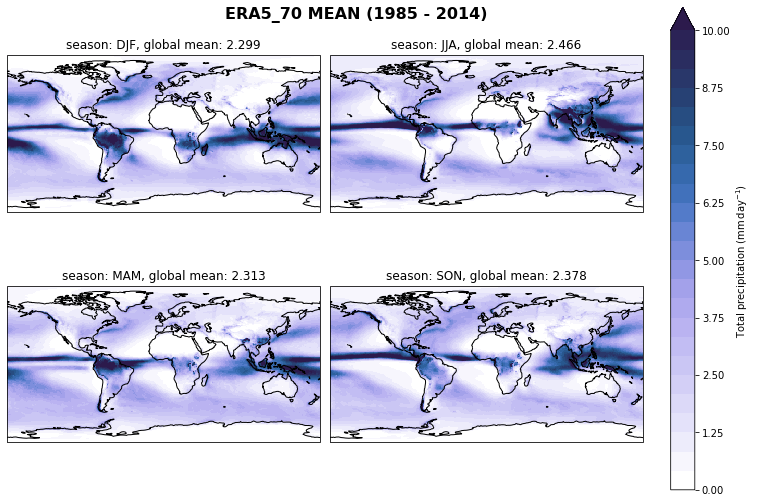 ERA5_70 MEAN (1985 - 2014)
season: DJF, global mean: 2.299
season: JJA, global mean: 2.466
season: MAM, global mean: 2.313
season: SON, global mean: 2.378
10.00
8.75
7.50
6.25
5.00
3.75
2.50
1.25
0.00
Total precipitation (mm day⁻¹)